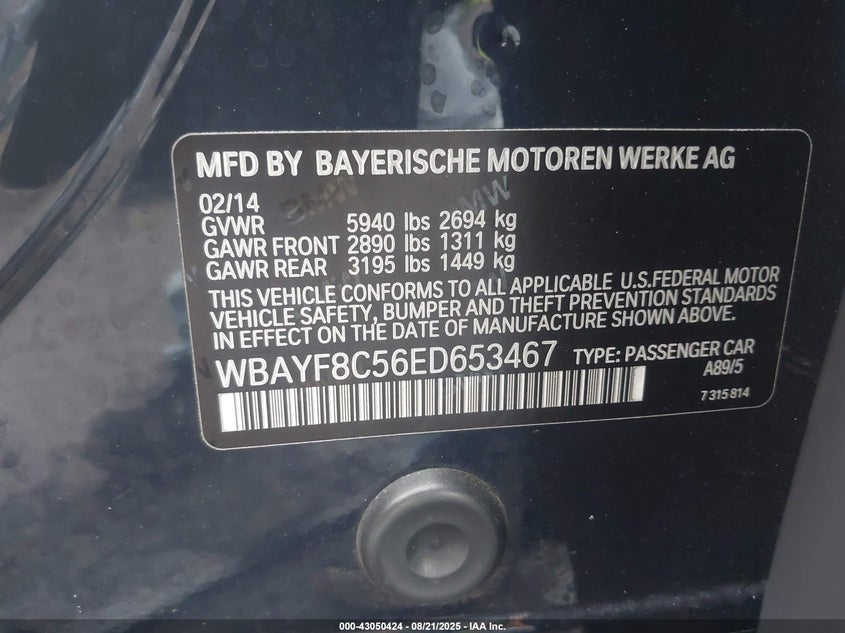 MFD BY BAYERISCHE MOTOREN WERKE AG
02/14
GVWR 5940 lbs 2694 kg
GAWR FRONT 2890 lbs 1311 kg
GAWR REAR 3195 lbs 1449 kg
THIS VEHICLE CONFORMS TO ALL APPLICABLE U.S.FEDERAL MOTOR
VEHICLE SAFETY, BUMPER AND THEFT PREVENTION STANDARDS
IN EFFECT ON THE DATE OF MANUFACTURE SHOWN ABOVE.
WBAYF8C56ED653467 TYPE: PASSENGER CAR
A89/5
7 315 814
000-43050424 - 08/21/2025 - IAA Inc.